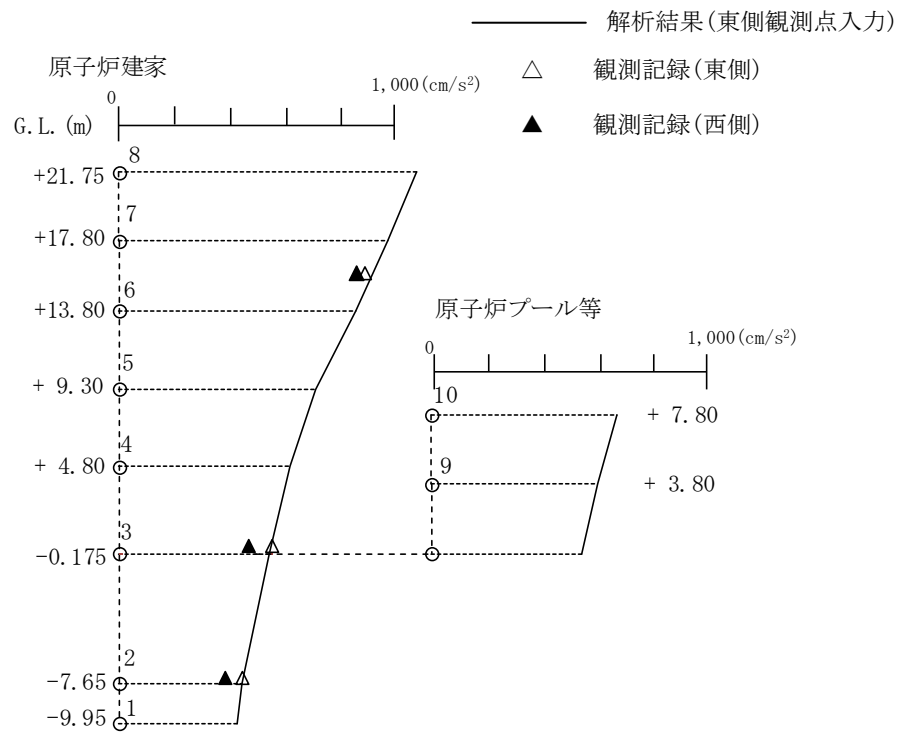 解析結果(東側観測点入力)
原子炉建家
△ 観測記録(東側)
0
1,000(cm/s²)
▲ 観測記録(西側)
G.L.(m)
8
+21.75
7
+17.80
6
+13.80
原子炉プール等
0
1,000(cm/s²)
5
+ 9.30
10
+ 7.80
4
+ 4.80
9
+ 3.80
3
-0.175
2
-7.65
1
-9.95